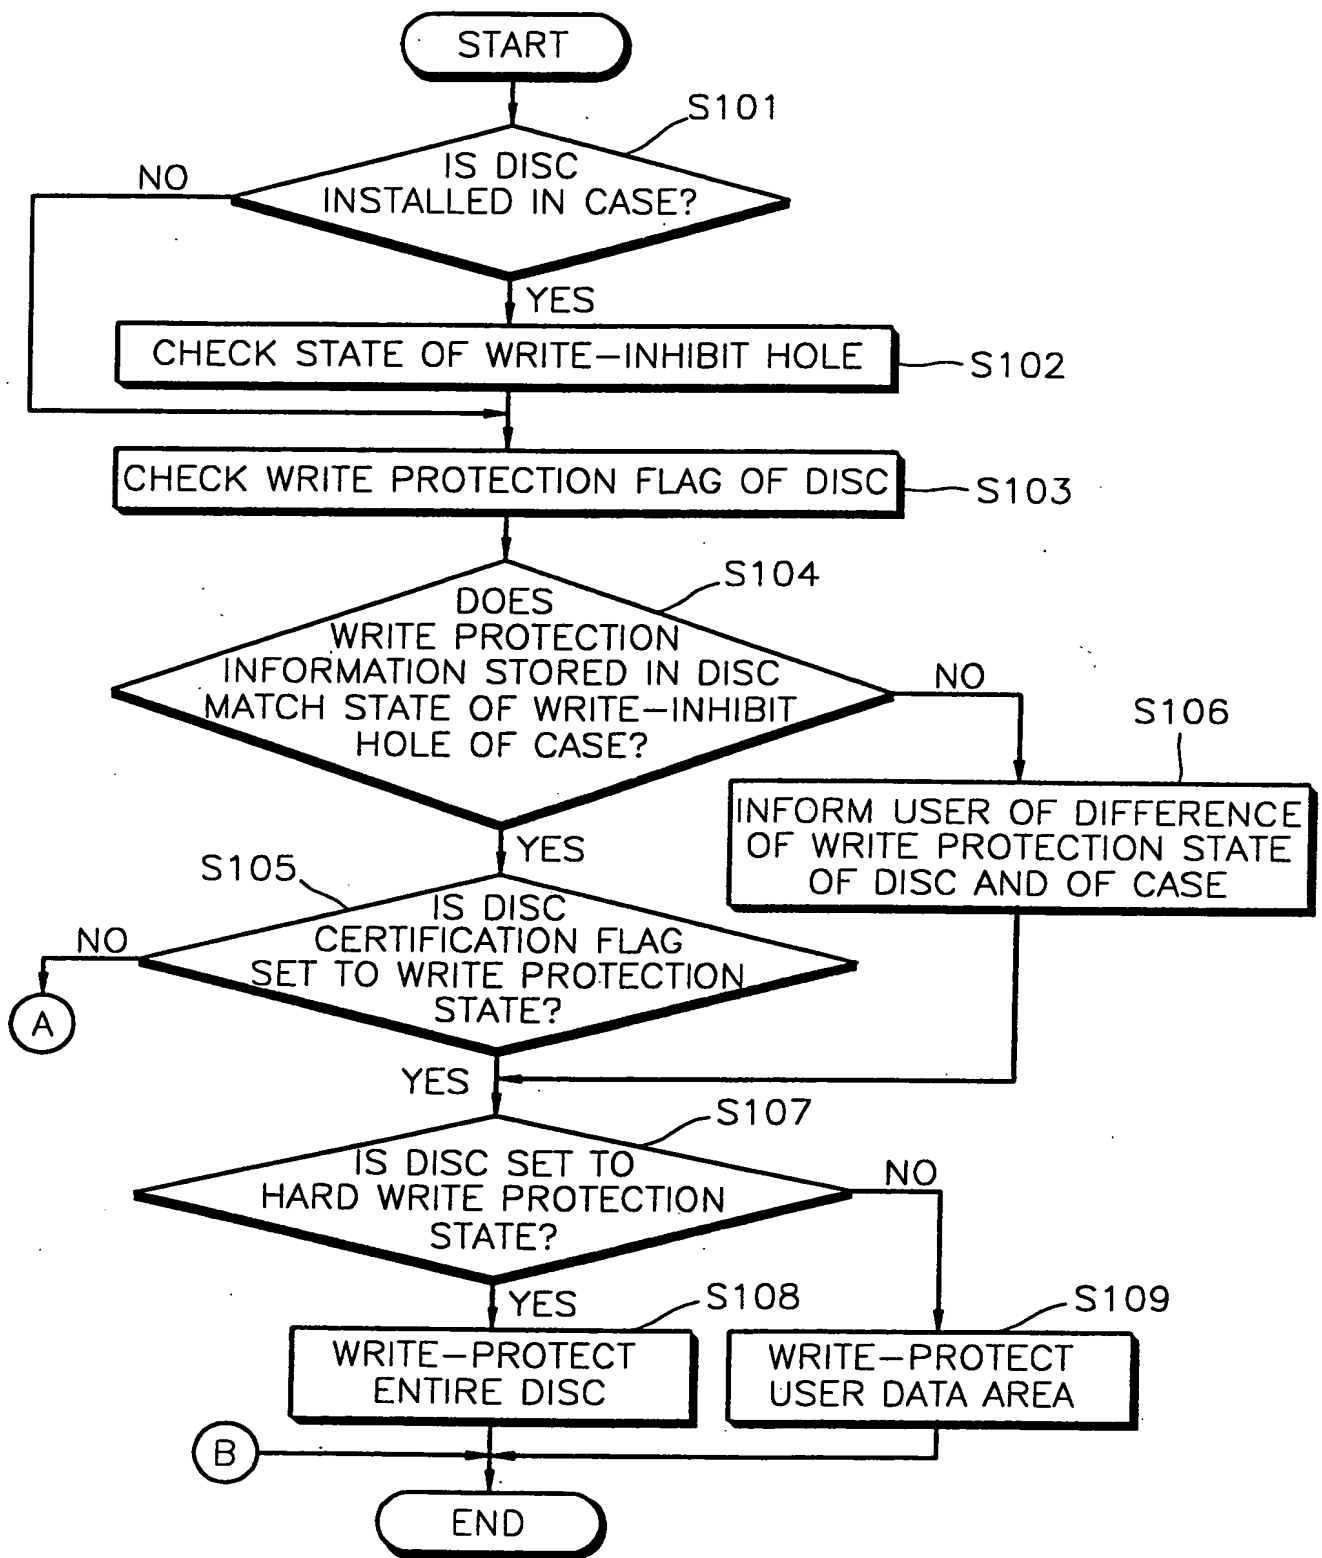 START
S101
IS DISC
INSTALLED IN CASE?
NO
YES
CHECK STATE OF WRITE-INHIBIT HOLE
S102
CHECK WRITE PROTECTION FLAG OF DISC
S103
S104
DOES
WRITE PROTECTION
INFORMATION STORED IN DISC
MATCH STATE OF WRITE-INHIBIT
HOLE OF CASE?
NO
S106
INFORM USER OF DIFFERENCE
OF WRITE PROTECTION STATE
OF DISC AND OF CASE
YES
S105
IS DISC
CERTIFICATION FLAG
SET TO WRITE PROTECTION
STATE?
NO
A
YES
S107
IS DISC SET TO
HARD WRITE PROTECTION
STATE?
NO
YES
S108
WRITE-PROTECT
ENTIRE DISC
S109
WRITE-PROTECT
USER DATA AREA
B
END